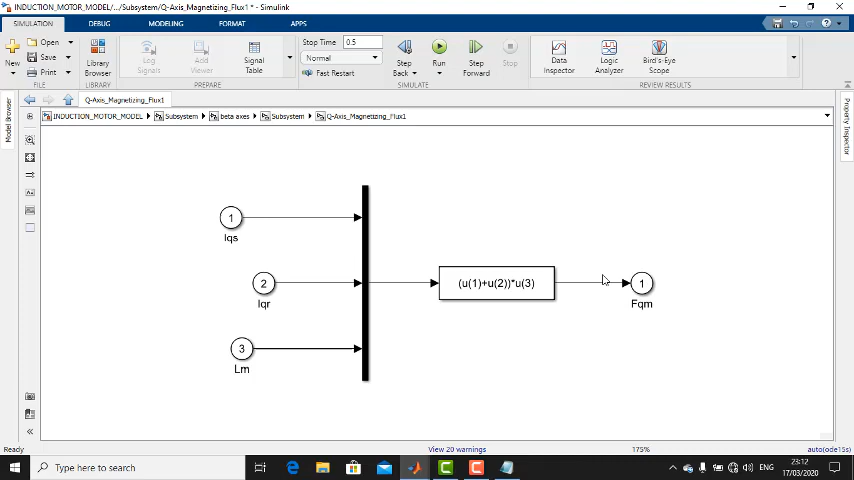 INDUCTION_MOTOR_MODEL/.../Subsystem/Q-Axis_Magnetizing_Flux1 * - Simulink
SIMULATION DEBUG MODELING FORMAT APPS
New
Open
Save
Print
FILE
Library
Browser
LIBRARY
Log
Signals
Add
Viewer
Signal
Table
PREPARE
Stop Time 0.5
Normal
Fast Restart
Step
Back
Run
Step
Forward
Stop
SIMULATE
Data
Inspector
Logic
Analyzer
Bird's-Eye
Scope
REVIEW RESULTS
Model Browser
Q-Axis_Magnetizing_Flux1
INDUCTION_MOTOR_MODEL Subsystem beta axes Subsystem Q-Axis_Magnetizing_Flux1
Property Inspector
1
Iqs
2
Iqr
3
Lm
(u(1)+u(2))*u(3)
1
Fqm
Ready View 20 warnings 175% auto(ode15s)
Type here to search
ENG
23:12
17/03/2020